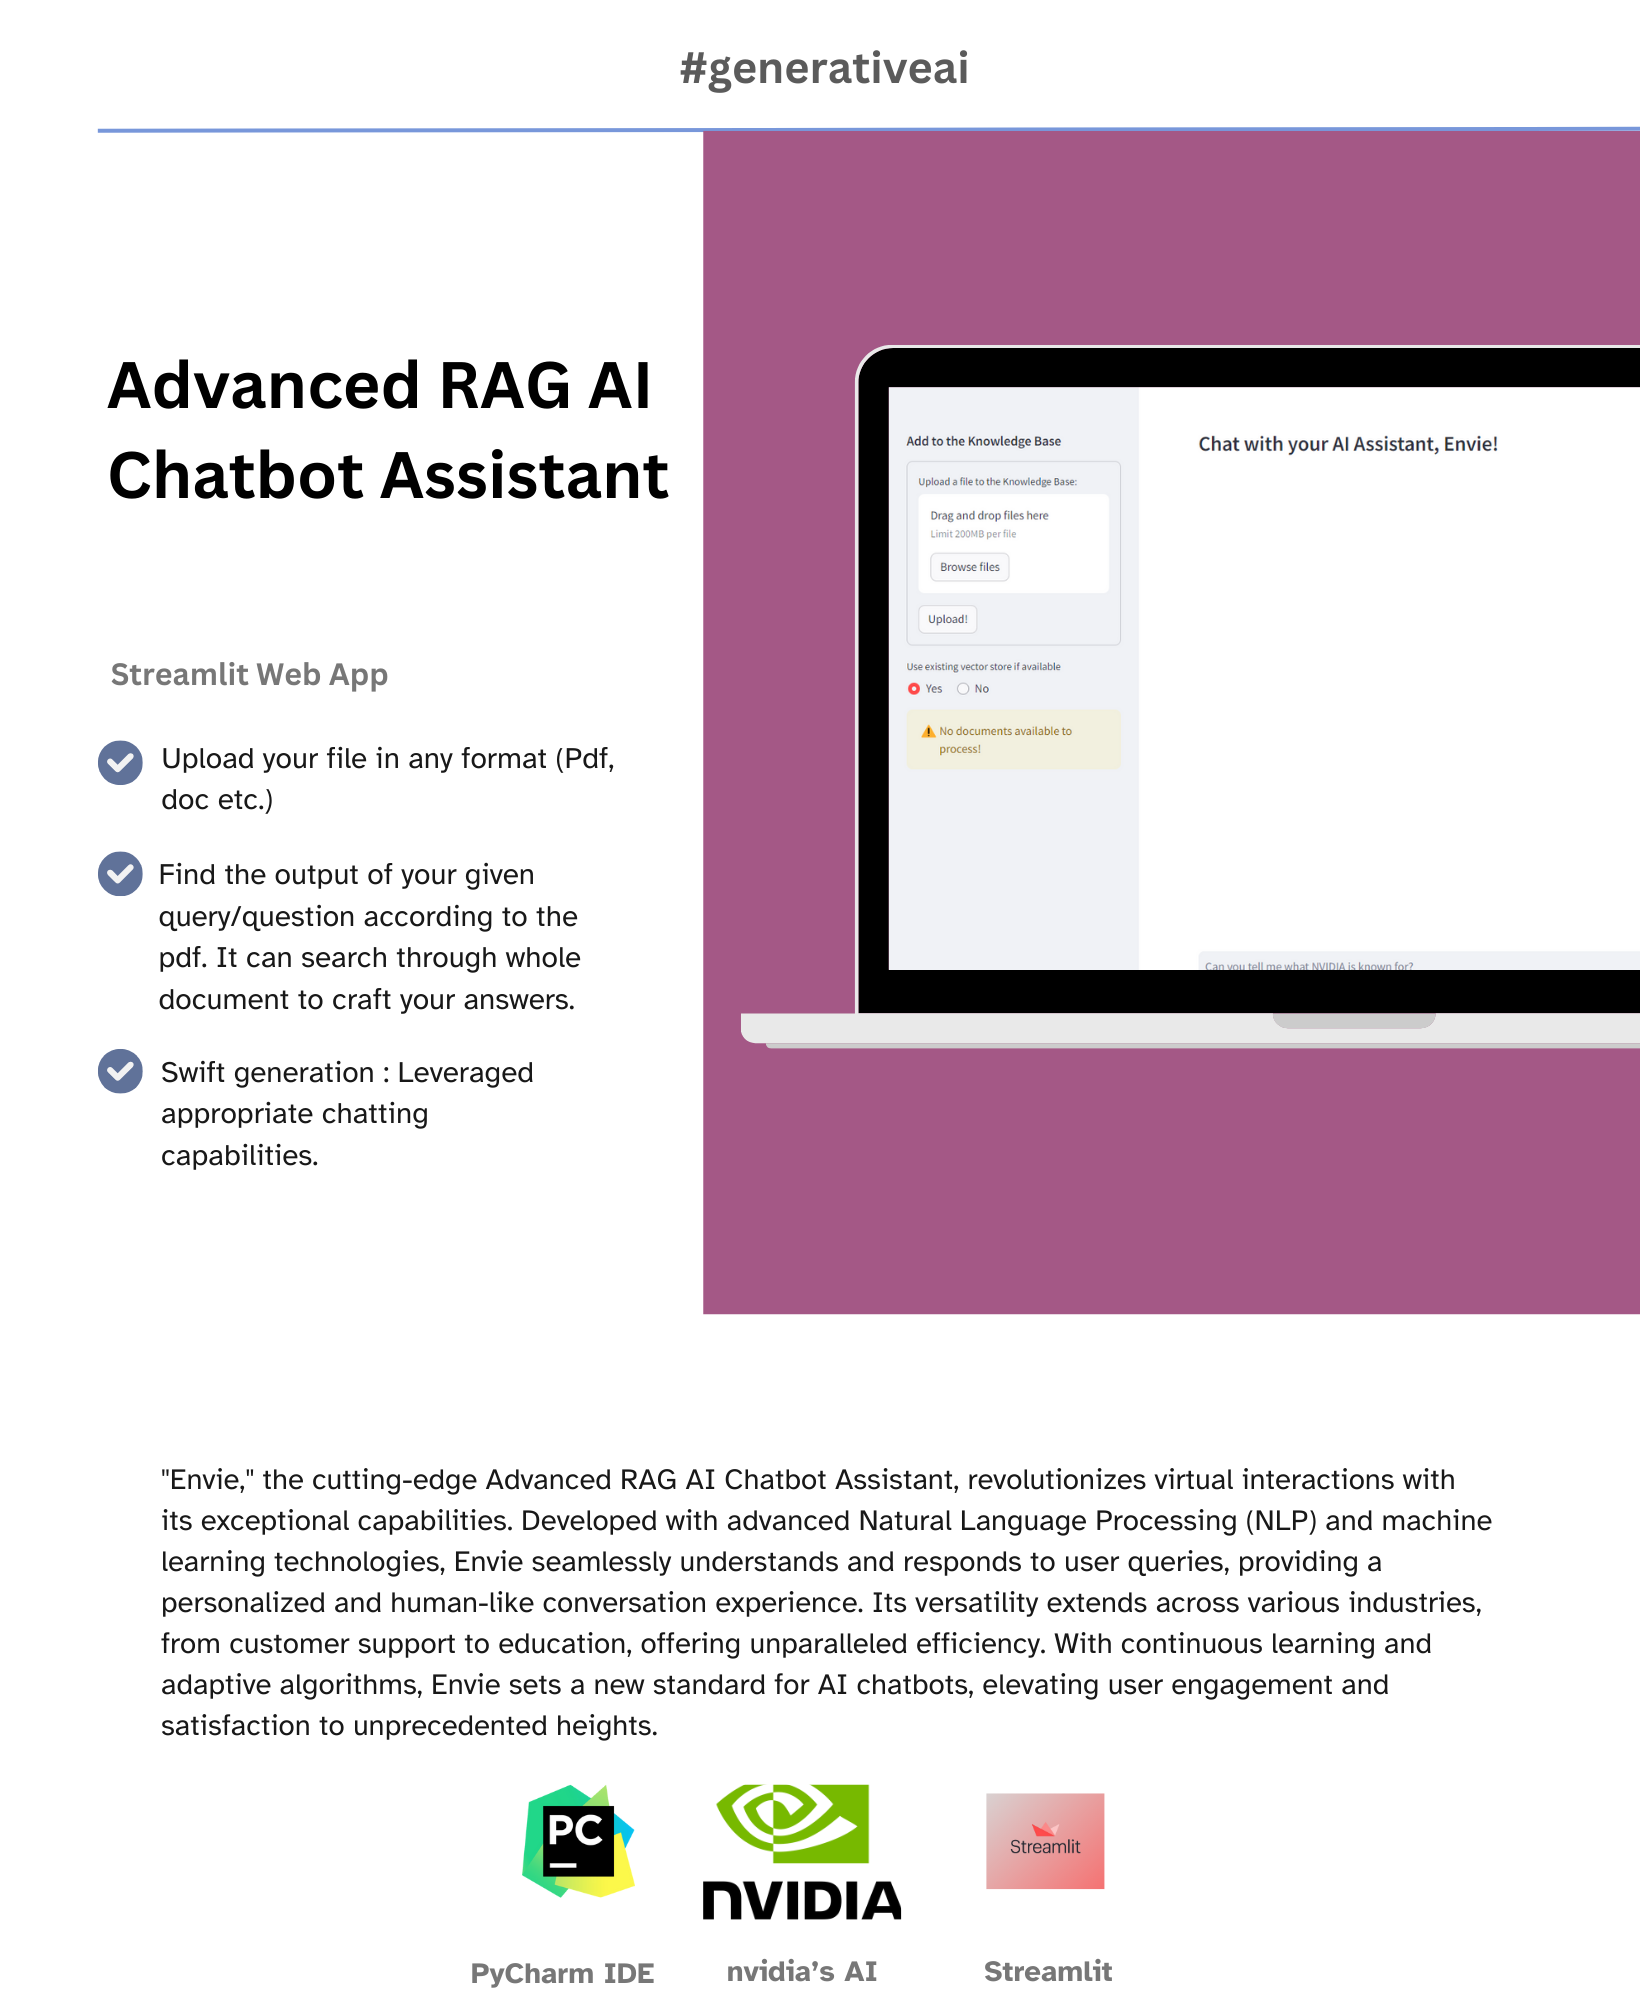 #generativeai
Advanced RAG AI
Chatbot Assistant
Streamlit Web App
Upload your file in any format (Pdf,
doc etc.)
Find the output of your given
query/question according to the
pdf. It can search through whole
document to craft your answers.
Swift generation : Leveraged
appropriate chatting
capabilities.
Add to the Knowledge Base
Upload a file to the Knowledge Base:
Drag and drop files here
Limit 200MB per file
Browse files
Upload!
Use existing vector store if available
Yes No
No documents available to
process!
Chat with your AI Assistant, Envie!
Can you tell me what NVIDIA is known for?
"Envie," the cutting-edge Advanced RAG AI Chatbot Assistant, revolutionizes virtual interactions with
its exceptional capabilities. Developed with advanced Natural Language Processing (NLP) and machine
learning technologies, Envie seamlessly understands and responds to user queries, providing a
personalized and human-like conversation experience. Its versatility extends across various industries,
from customer support to education, offering unparalleled efficiency. With continuous learning and
adaptive algorithms, Envie sets a new standard for AI chatbots, elevating user engagement and
satisfaction to unprecedented heights.
PC
NVIDIA
Streamlit
PyCharm IDE
nvidia’s AI
Streamlit